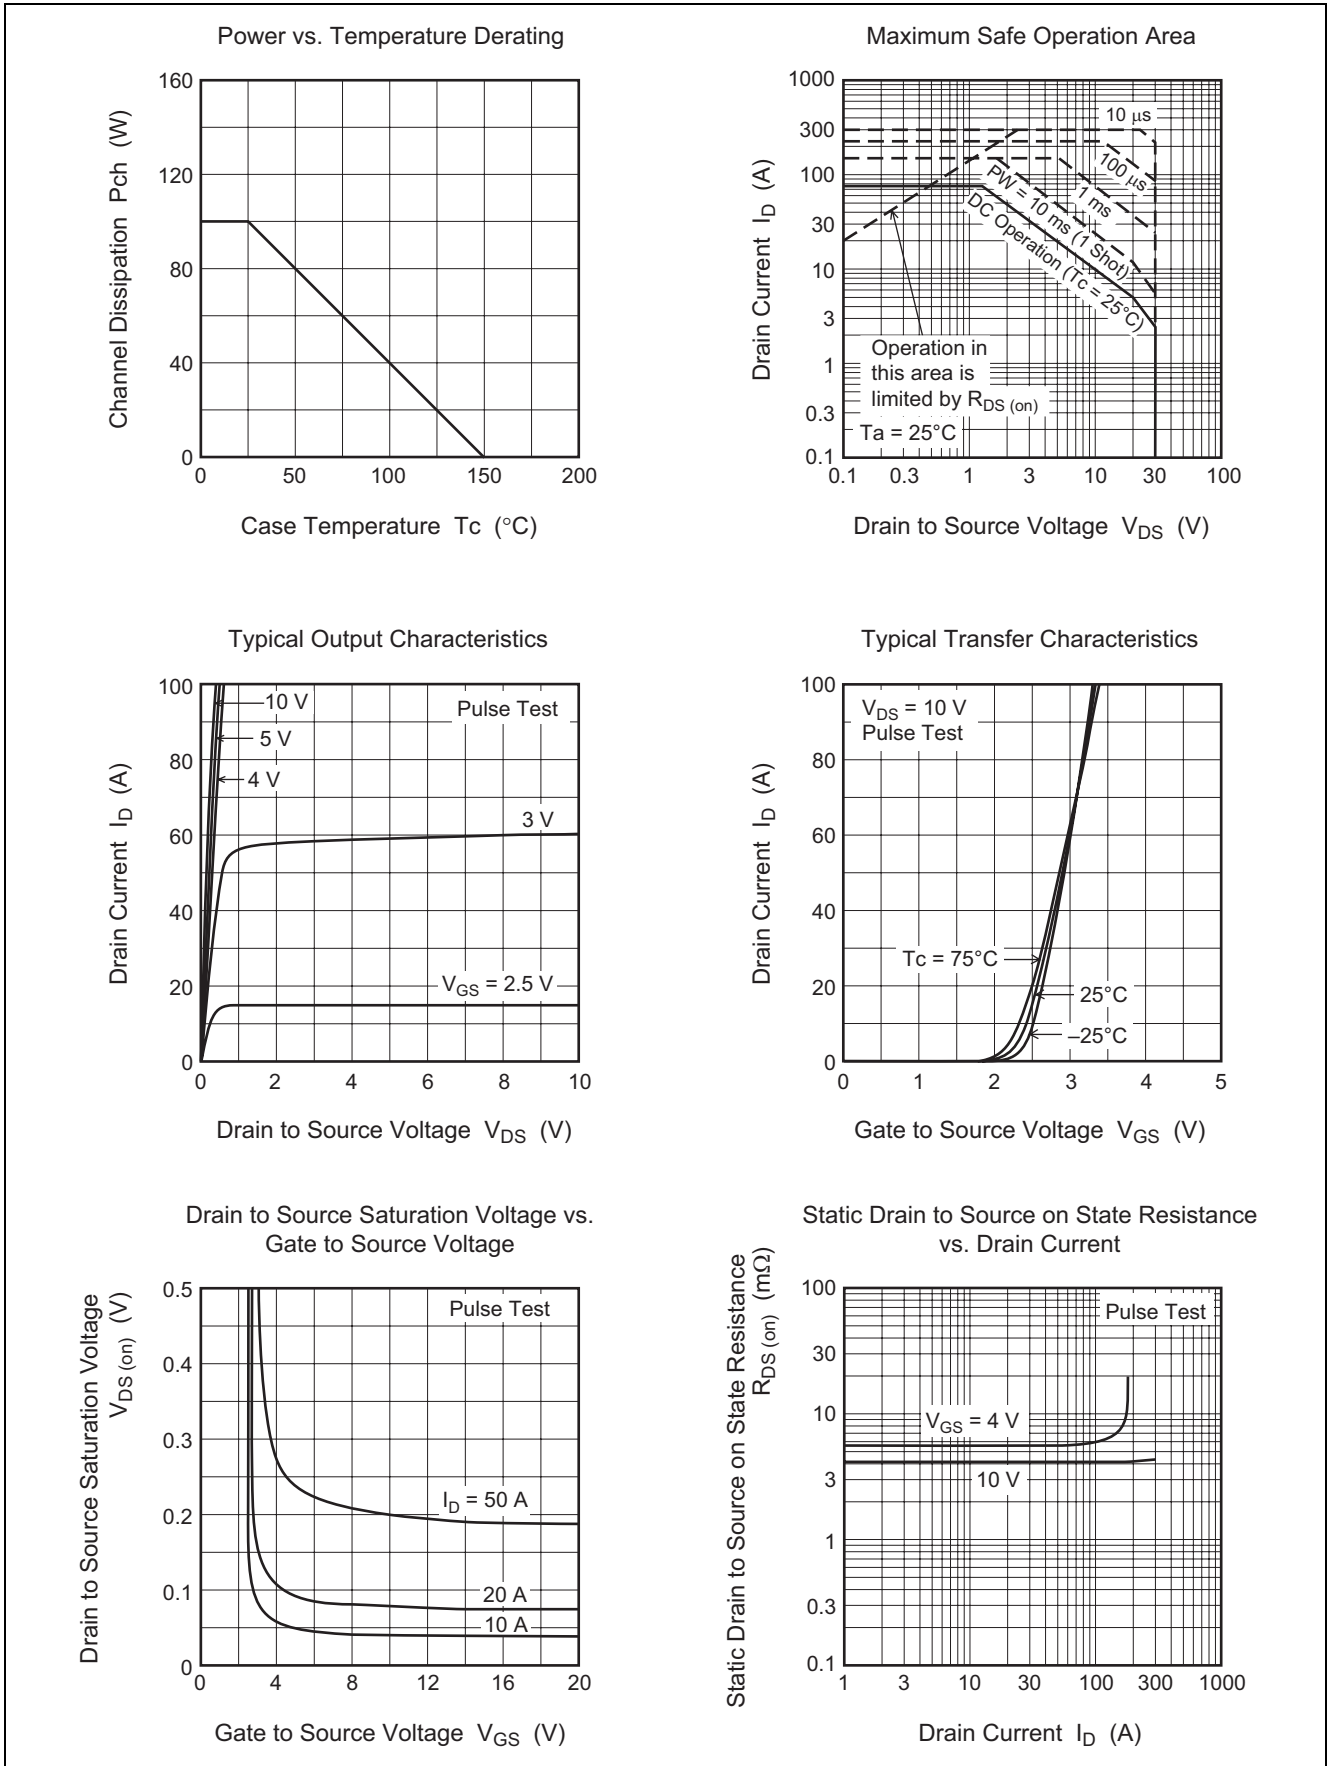 Power vs. Temperature Derating
Channel Dissipation Pch (W)
160
120
80
40
0
0 50 100 150 200
Case Temperature Tc (°C)
Maximum Safe Operation Area
Drain Current ID (A)
1000
300
100
30
10
3
1
0.3
0.1
10 μs
100 μs
1 ms
PW = 10 ms (1 Shot)
DC Operation (Tc = 25°C)
Operation in
this area is
limited by RDS (on)
Ta = 25°C
0.1 0.3 1 3 10 30 100
Drain to Source Voltage VDS (V)
Typical Output Characteristics
Drain Current ID (A)
100
80
60
40
20
0
10 V
5 V
4 V
Pulse Test
3 V
VGS = 2.5 V
0 2 4 6 8 10
Drain to Source Voltage VDS (V)
Typical Transfer Characteristics
Drain Current ID (A)
100
80
60
40
20
0
VDS = 10 V
Pulse Test
Tc = 75°C
25°C
–25°C
0 1 2 3 4 5
Gate to Source Voltage VGS (V)
Drain to Source Saturation Voltage vs.
Gate to Source Voltage
Drain to Source Saturation Voltage
VDS (on) (V)
0.5
0.4
0.3
0.2
0.1
0
Pulse Test
ID = 50 A
20 A
10 A
0 4 8 12 16 20
Gate to Source Voltage VGS (V)
Static Drain to Source on State Resistance
vs. Drain Current
Static Drain to Source on State Resistance
RDS (on) (mΩ)
100
30
10
3
1
0.3
0.1
Pulse Test
VGS = 4 V
10 V
1 3 10 30 100 300 1000
Drain Current ID (A)